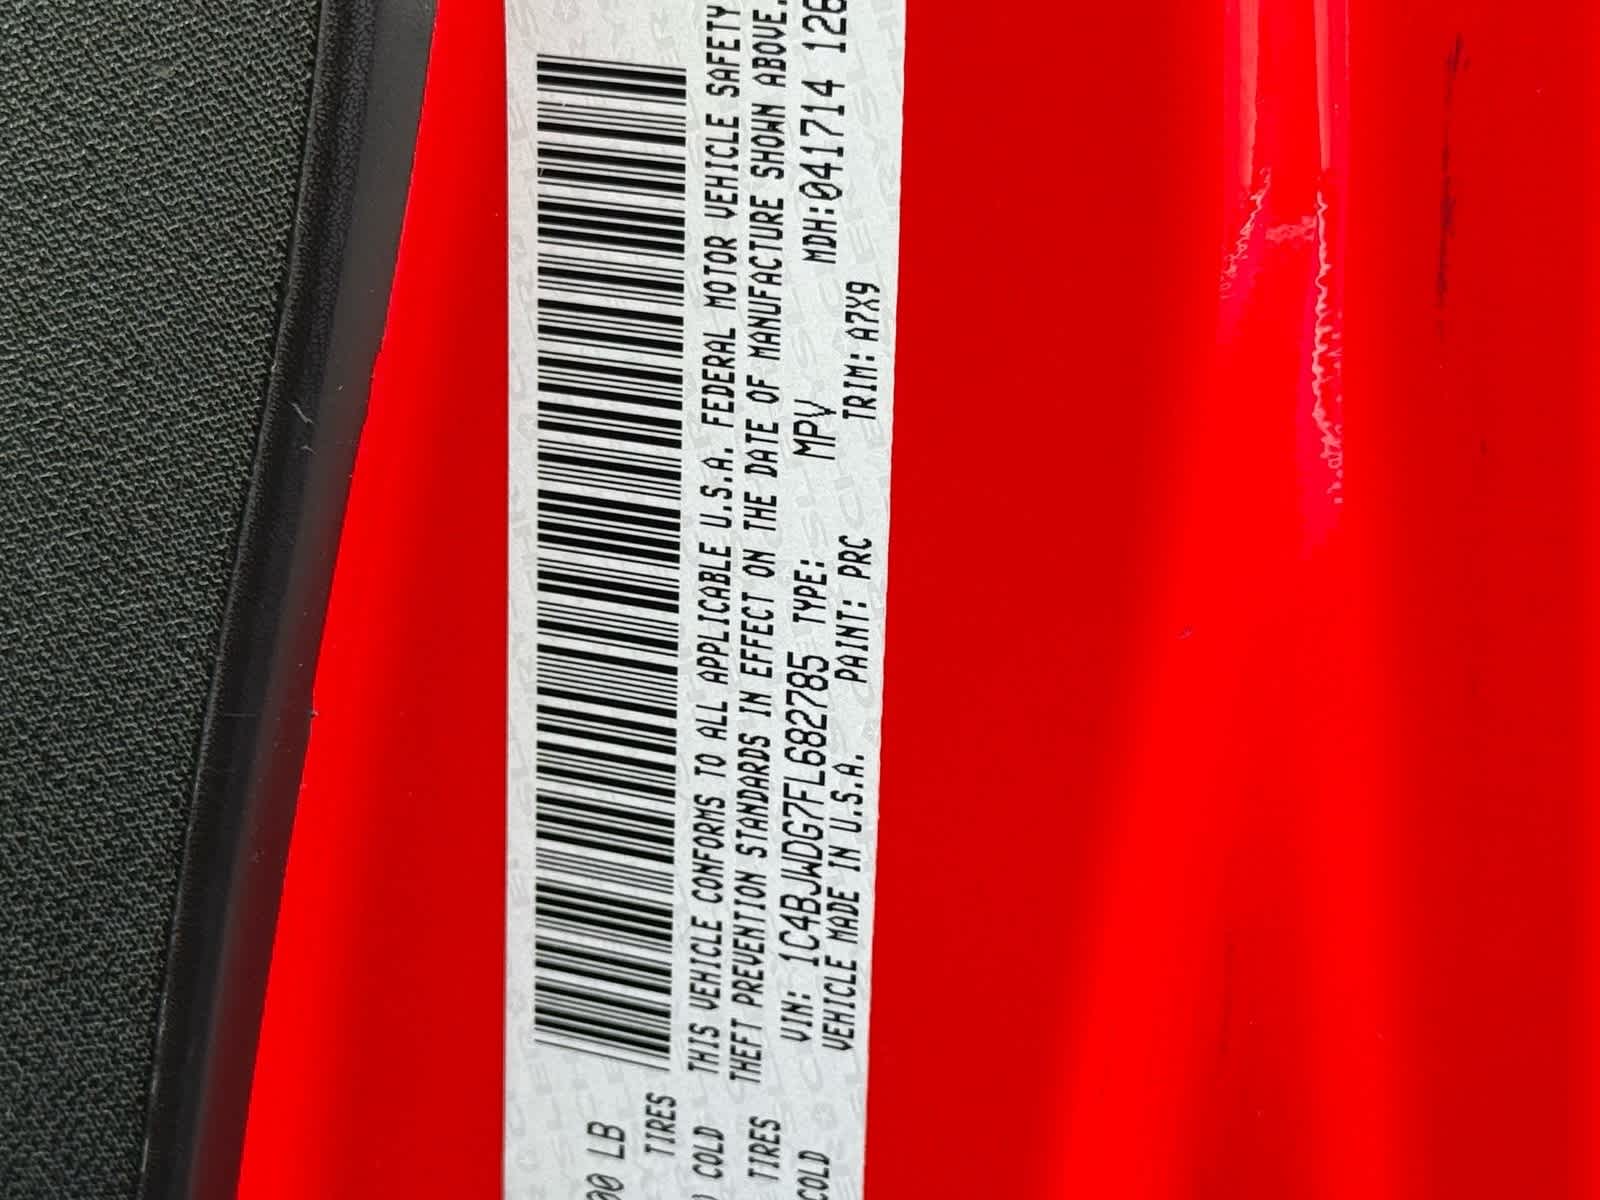 00 LB
TIRES
COLD
TIRES
COLD
THIS VEHICLE CONFORMS TO ALL APPLICABLE U.S.A. FEDERAL MOTOR VEHICLE SAFETY
THEFT PREVENTION STANDARDS IN EFFECT ON THE DATE OF MANUFACTURE SHOWN ABOVE.
VIN: 1C4BJWDG7FL682785 TYPE: MPV MDH:041714 126
VEHICLE MADE IN U.S.A. PAINT: PRC TRIM: A7X9